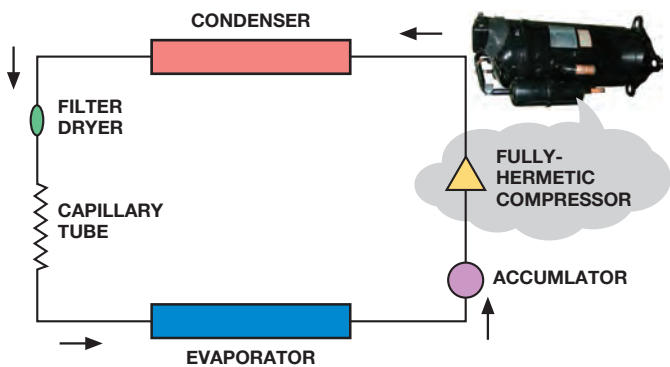 CONDENSER
FILTER
DRYER
FULLY-
HERMETIC
COMPRESSOR
CAPILLARY
TUBE
ACCUMLATOR
EVAPORATOR